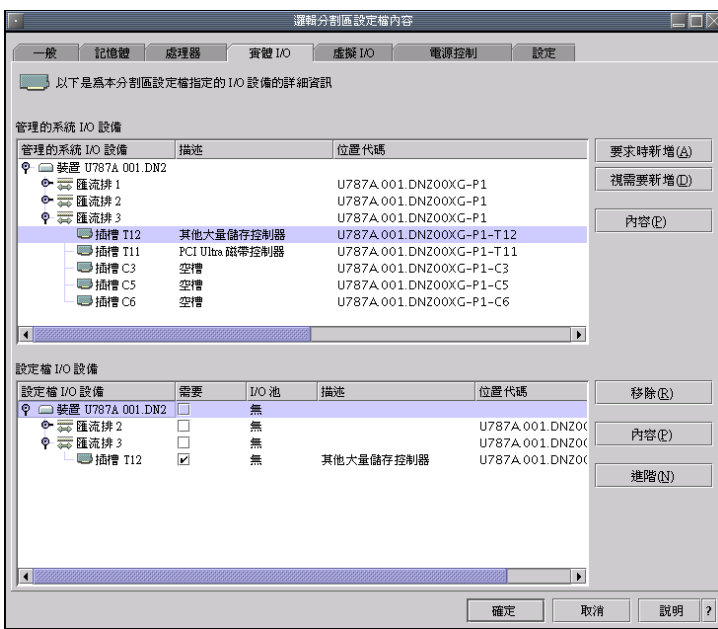 邏輯分割區設定檔內容
一般 記憶體 處理器 實體 I/O 虛擬 I/O 電源控制 設定
以下是爲本分割區設定檔指定的 I/O 設備的詳細資訊
管理的系統 I/O 設備
管理的系統 I/O 設備 描述 位置代碼
裝置 U787A 001.DN2
匯流排 1 U787A.001.DNZ00XG-P1
匯流排 2 U787A.001.DNZ00XG-P1
匯流排 3 U787A.001.DNZ00XG-P1
插槽 T12 其他大量儲存控制器 U787A.001.DNZ00XG-P1-T12
插槽 T11 PCI Ultra 磁帶控制器 U787A.001.DNZ00XG-P1-T11
插槽 C3 空槽 U787A.001.DNZ00XG-P1-C3
插槽 C5 空槽 U787A.001.DNZ00XG-P1-C5
插槽 C6 空槽 U787A.001.DNZ00XG-P1-C6
要求時新增(A)
視需要新增(D)
內容(P)
設定檔 I/O 設備
設定檔 I/O 設備 需要 I/O 池 描述 位置代碼
裝置 U787A 001.DN2 無
匯流排 2 無 U787A.001.DNZ00
匯流排 3 無 U787A.001.DNZ00
插槽 T12 無 其他大量儲存控制器 U787A.001.DNZ00
移除(R)
內容(P)
進階(N)
確定 取消 說明 ?